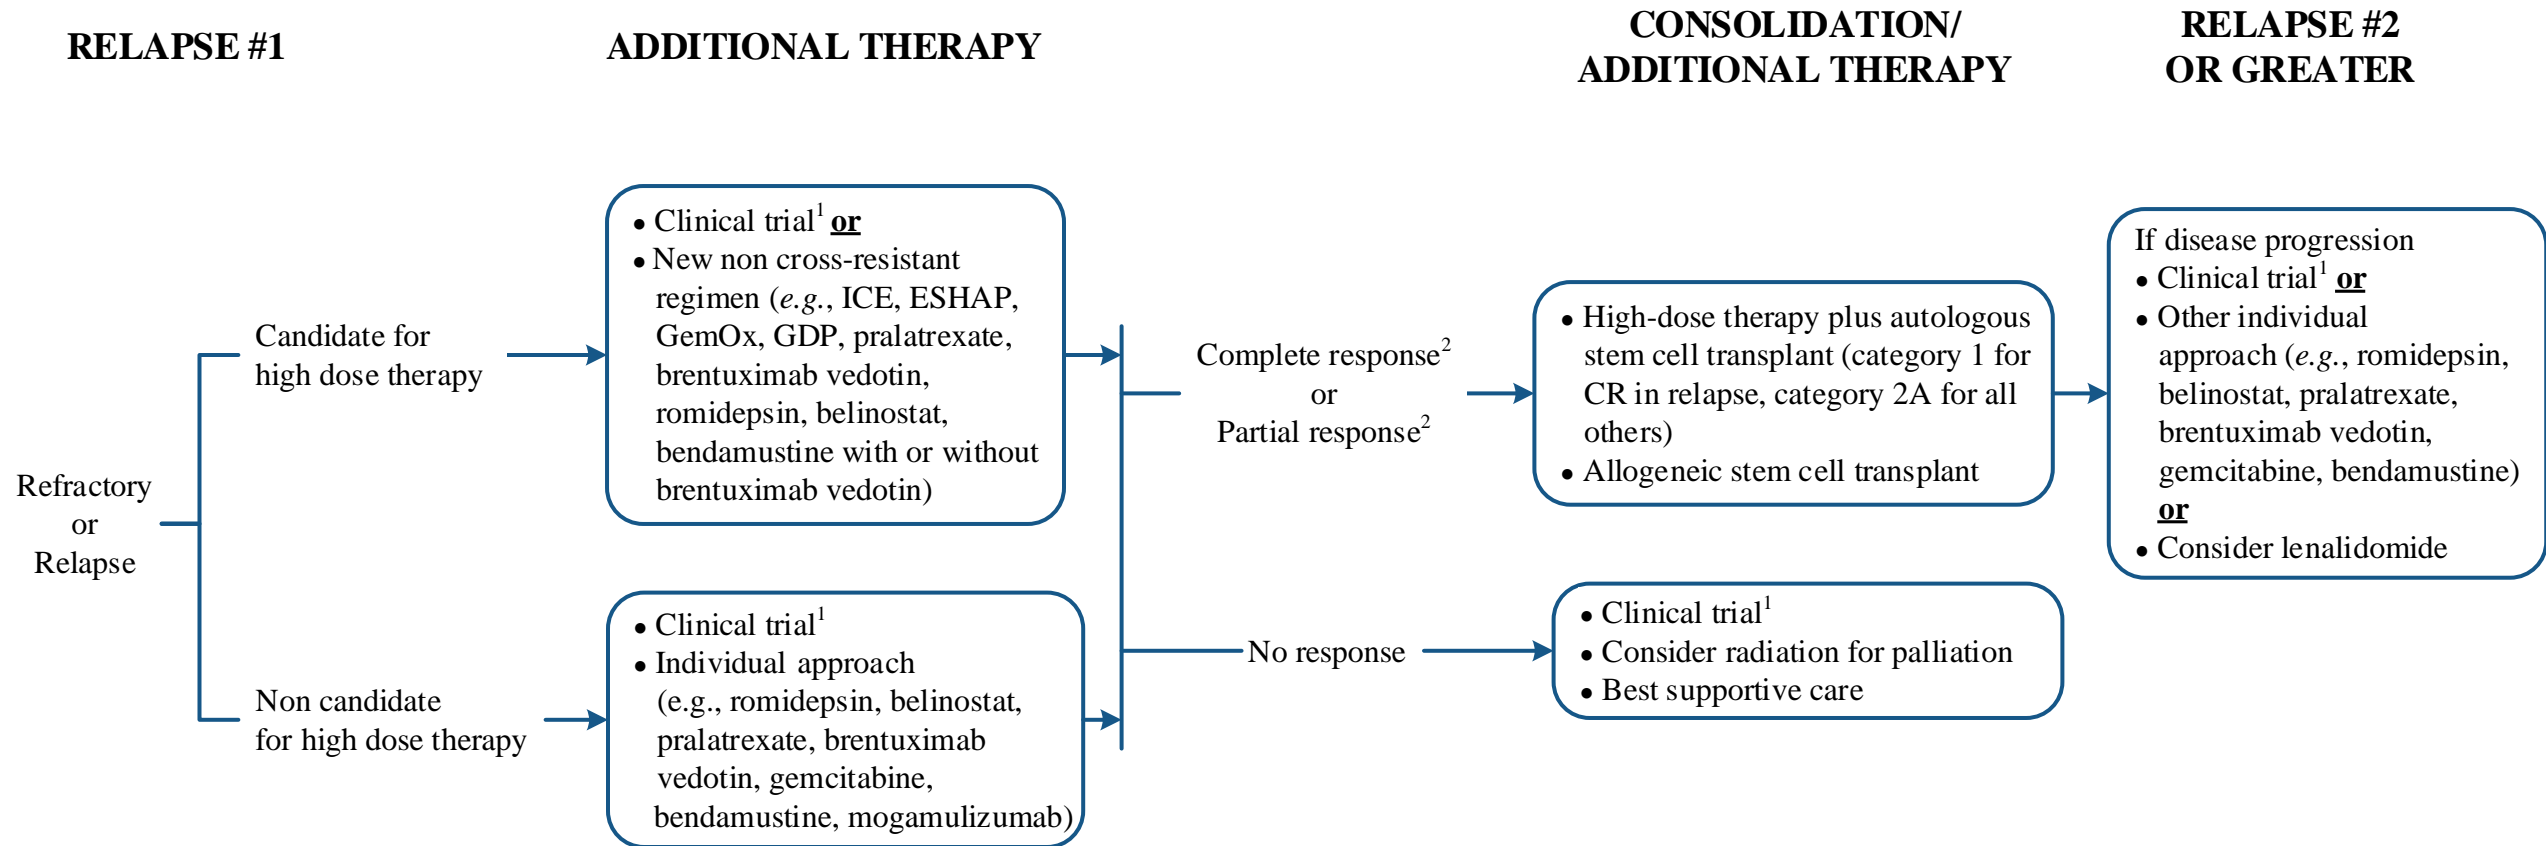 RELAPSE #1
ADDITIONAL THERAPY
CONSOLIDATION/
ADDITIONAL THERAPY
RELAPSE #2
OR GREATER
Refractory
or
Relapse
Candidate for
high dose therapy
Non candidate
for high dose therapy
• Clinical trial¹ or
• New non cross-resistant
regimen (e.g., ICE, ESHAP,
GemOx, GDP, pralatrexate,
brentuximab vedotin,
romidepsin, belinostat,
bendamustine with or without
brentuximab vedotin)
• Clinical trial¹
• Individual approach
(e.g., romidepsin, belinostat,
pralatrexate, brentuximab
vedotin, gemcitabine,
bendamustine, mogamulizumab)
Complete response²
or
Partial response²
No response
• High-dose therapy plus autologous
stem cell transplant (category 1 for
CR in relapse, category 2A for all
others)
• Allogeneic stem cell transplant
• Clinical trial¹
• Consider radiation for palliation
• Best supportive care
If disease progression
• Clinical trial¹ or
• Other individual
approach (e.g., romidepsin,
belinostat, pralatrexate,
brentuximab vedotin,
gemcitabine, bendamustine)
or
• Consider lenalidomide